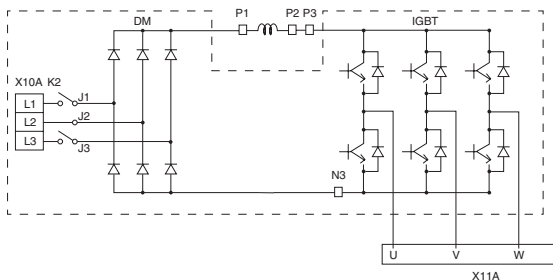 P1 P2 P3
DM IGBT
X10A K2
L1 J1
L2 J2
L3 J3
N3
U V W
X11A